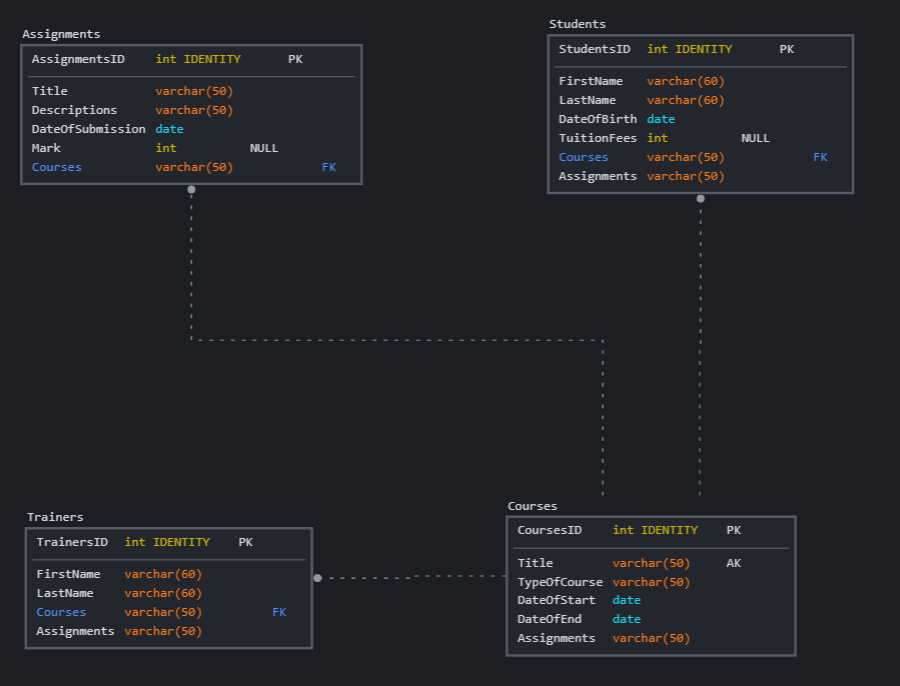 Assignments
AssignmentsID int IDENTITY PK
Title varchar(50)
Descriptions varchar(50)
DateOfSubmission date
Mark int NULL
Courses varchar(50) FK
Students
StudentsID int IDENTITY PK
FirstName varchar(60)
LastName varchar(60)
DateOfBirth date
TuitionFees int NULL
Courses varchar(50) FK
Assignments varchar(50)
Trainers
TrainersID int IDENTITY PK
FirstName varchar(60)
LastName varchar(60)
Courses varchar(50) FK
Assignments varchar(50)
Courses
CoursesID int IDENTITY PK
Title varchar(50) AK
TypeOfCourse varchar(50)
DateOfStart date
DateOfEnd date
Assignments varchar(50)